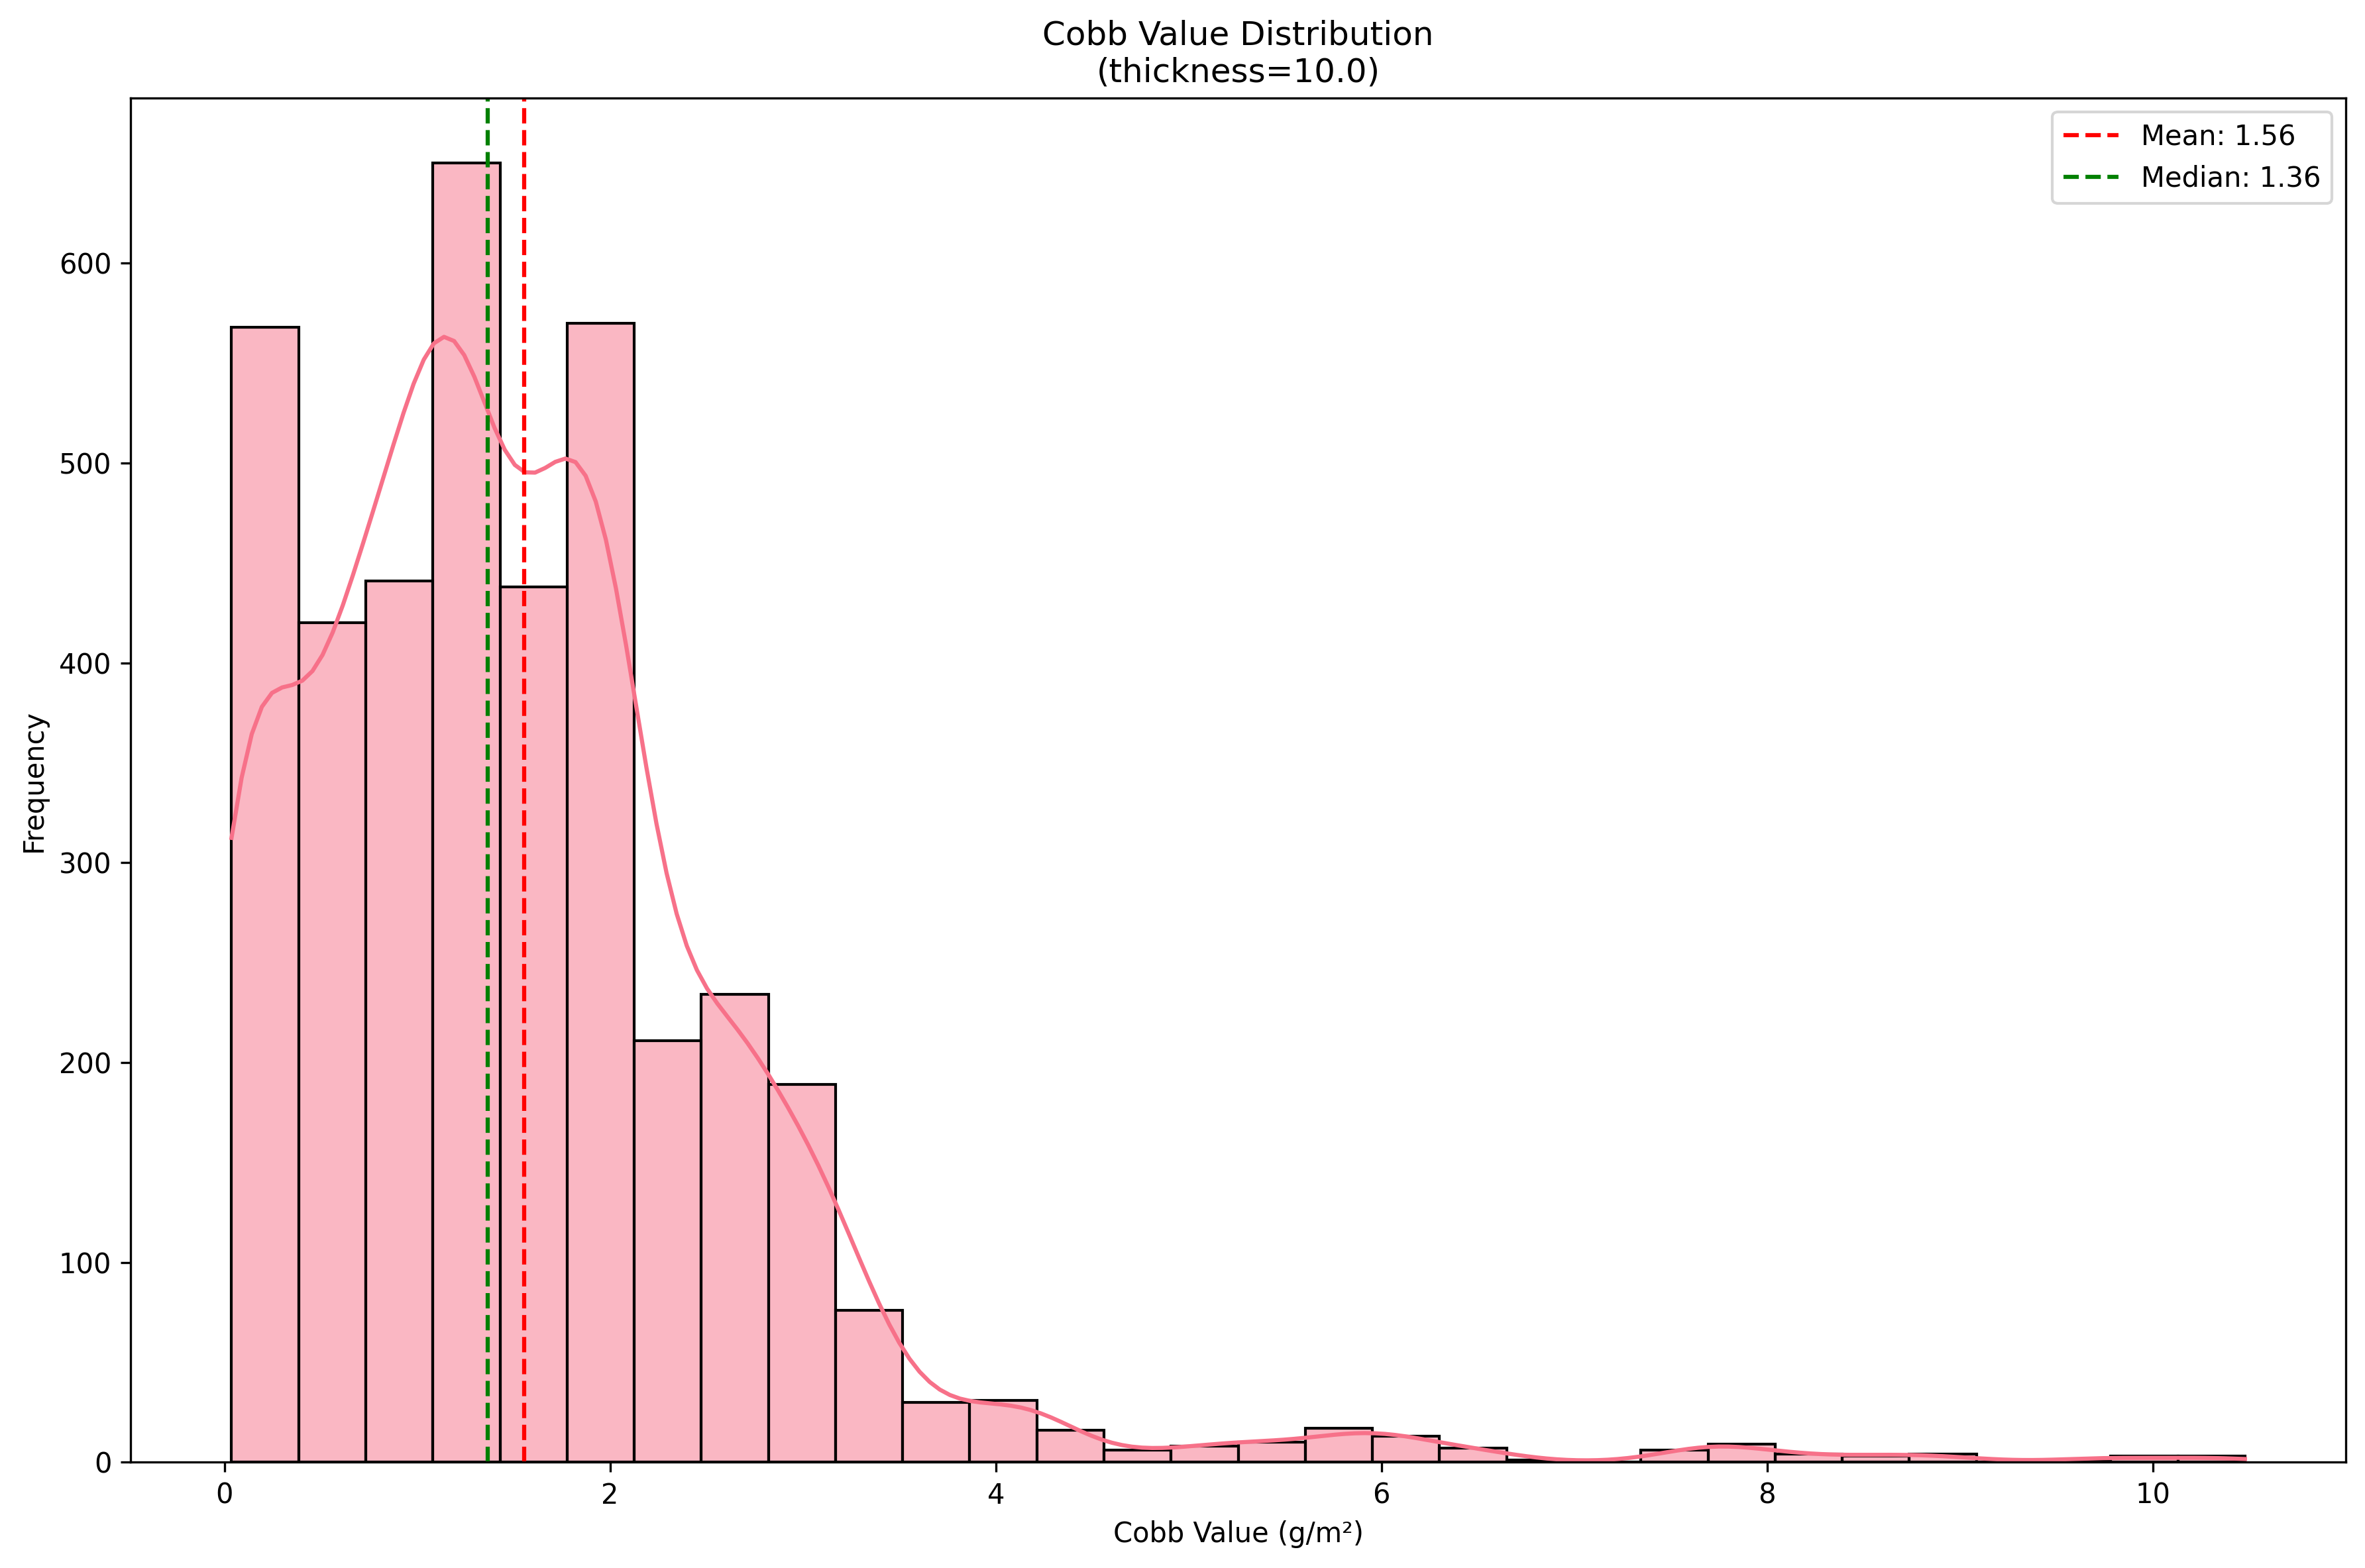 Cobb Value Distribution
(thickness=10.0)
Mean: 1.56
Median: 1.36
Frequency
600
500
400
300
200
100
0
0 2 4 6 8 10
Cobb Value (g/m²)